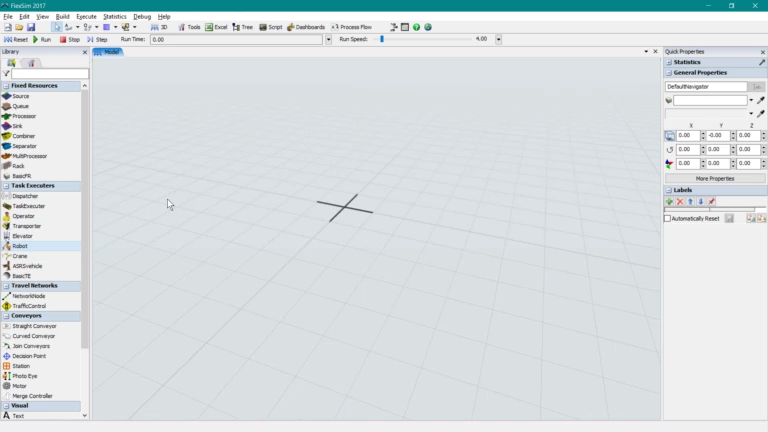 FlexSim 2017
File Edit View Build Execute Statistics Debug Help
3D Tools Excel Tree Script Dashboards Process Flow
Reset Run Stop Step Run Time: 0.00 Run Speed: 4.00
Library
Model
Quick Properties
Fixed Resources
Source
Queue
Processor
Sink
Combiner
Separator
MultiProcessor
Rack
BasicFR
Task Executers
Dispatcher
TaskExecuter
Operator
Transporter
Elevator
Robot
Crane
ASRSvehicle
BasicTE
Travel Networks
NetworkNode
TrafficControl
Conveyors
Straight Conveyor
Curved Conveyor
Join Conveyors
Decision Point
Station
Photo Eye
Motor
Merge Controller
Visual
Text
Statistics
General Properties
DefaultNavigator
X Y Z
0.00 -0.00 0.00
0.00 0.00 0.00
0.00 0.00 0.00
More Properties
Labels
Automatically Reset